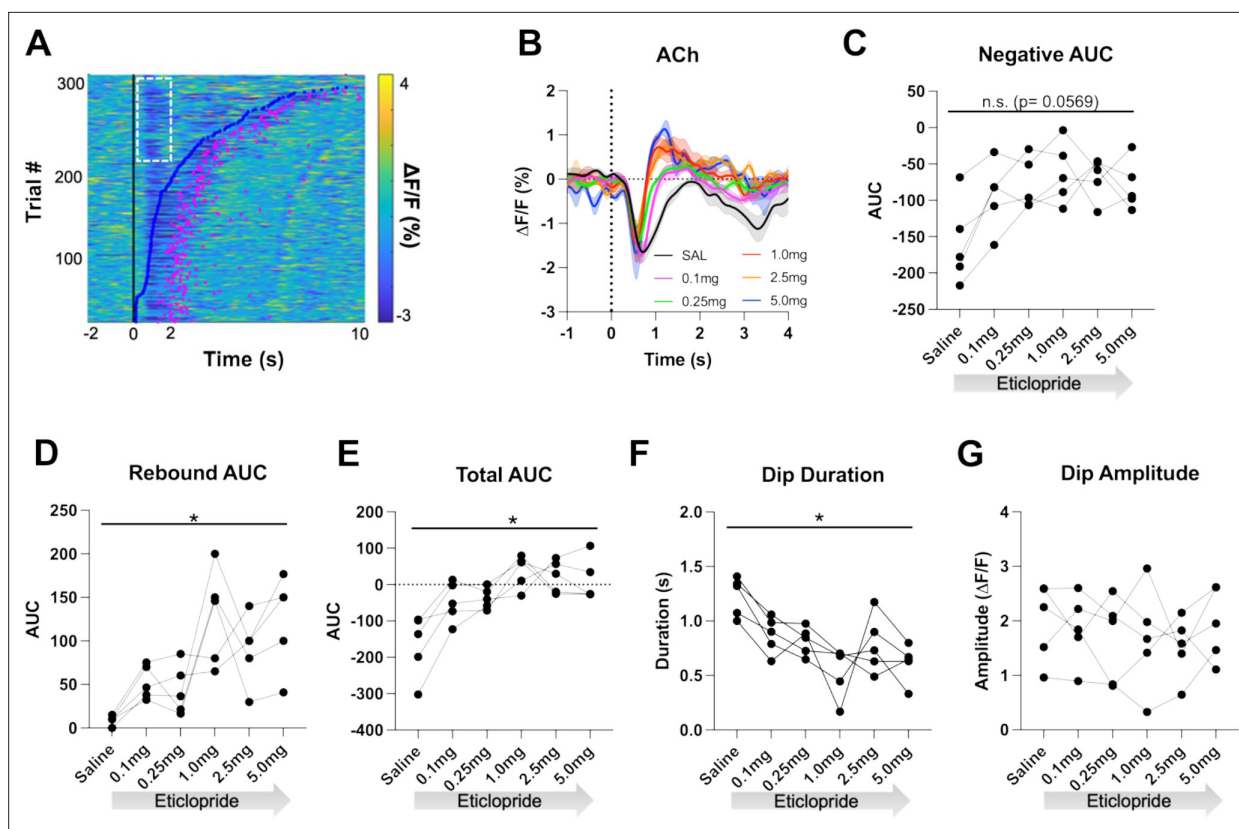 A
300
200
100
Trial #
-2
0
2
10
Time (s)
4
-3
ΔF/F (%)
B
ACh
2
1
0
-1
-2
-3
ΔF/F (%)
SAL
0.1mg
0.25mg
1.0mg
2.5mg
5.0mg
-1
0
1
2
3
4
Time (s)
C
Negative AUC
n.s. (p= 0.0569)
50
0
-50
-100
-150
-200
-250
AUC
Saline
0.1mg
0.25mg
1.0mg
2.5mg
5.0mg
Eticlopride
D
Rebound AUC
*
250
200
150
100
50
0
AUC
Saline
0.1mg
0.25mg
1.0mg
2.5mg
5.0mg
Eticlopride
E
Total AUC
*
200
100
0
-100
-200
-300
-400
AUC
Saline
0.1mg
0.25mg
1.0mg
2.5mg
5.0mg
Eticlopride
F
Dip Duration
*
2.0
1.5
1.0
0.5
0.0
Duration (s)
Saline
0.1mg
0.25mg
1.0mg
2.5mg
5.0mg
Eticlopride
G
Dip Amplitude
4
3
2
1
0
Amplitude (ΔF/F)
Saline
0.1mg
0.25mg
1.0mg
2.5mg
5.0mg
Eticlopride